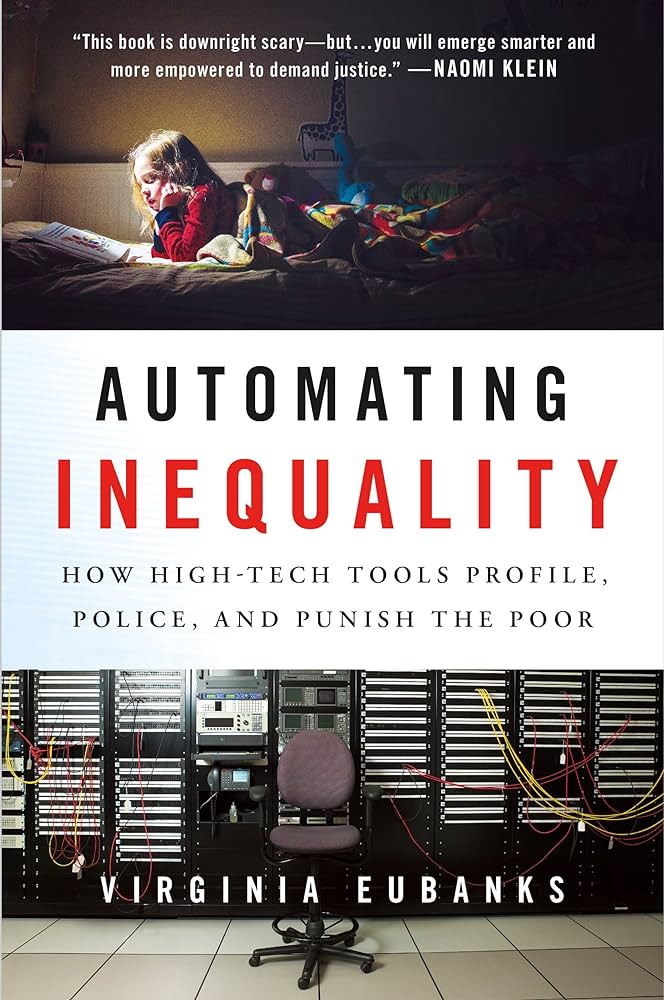 “This book is downright scary—but…you will emerge smarter and
more empowered to demand justice.” —NAOMI KLEIN
AUTOMATING
INEQUALITY
HOW HIGH-TECH TOOLS PROFILE,
POLICE, AND PUNISH THE POOR
VIRGINIA EUBANKS